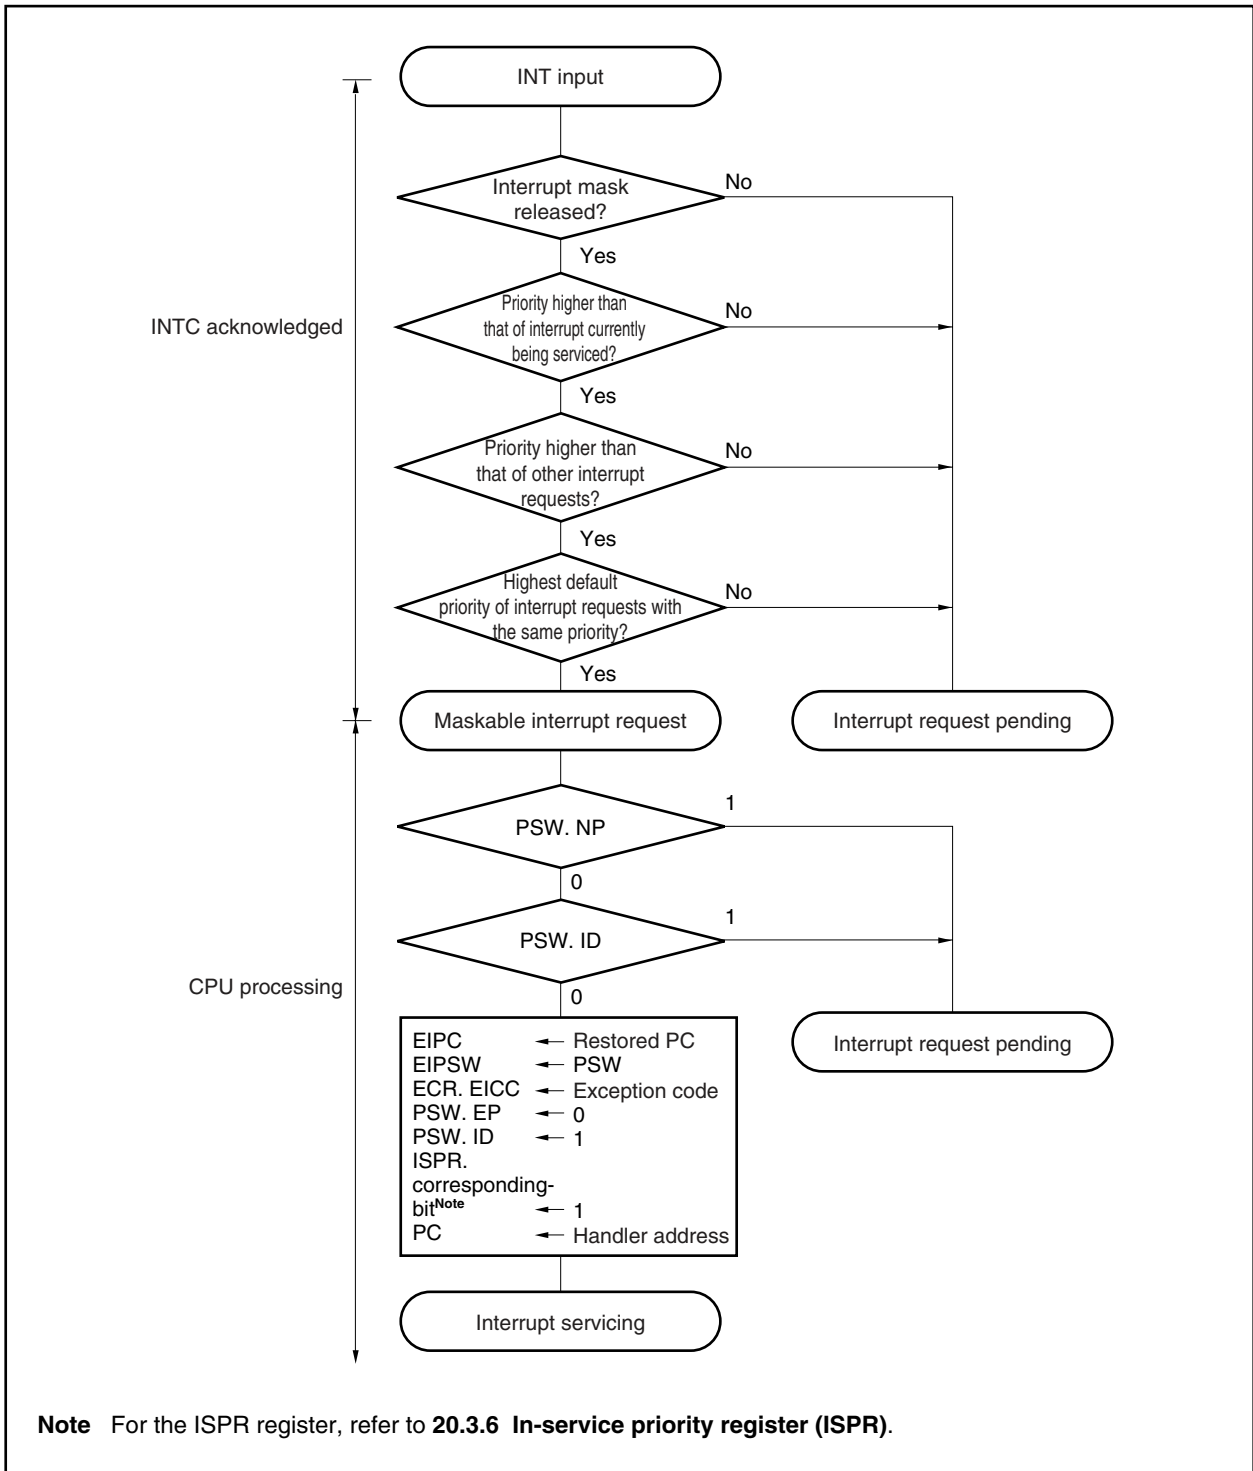 INT input
Interrupt mask
released?
No
Yes
INTC acknowledged
Priority higher than
that of interrupt currently
being serviced?
No
Yes
Priority higher than
that of other interrupt
requests?
No
Yes
Highest default
priority of interrupt requests with
the same priority?
No
Yes
Maskable interrupt request
Interrupt request pending
PSW. NP
1
0
PSW. ID
1
0
CPU processing
Interrupt request pending
EIPC ← Restored PC
EIPSW ← PSW
ECR. EICC ← Exception code
PSW. EP ← 0
PSW. ID ← 1
ISPR.
corresponding-
bitNote ← 1
PC ← Handler address
Interrupt servicing
Note For the ISPR register, refer to 20.3.6 In-service priority register (ISPR).